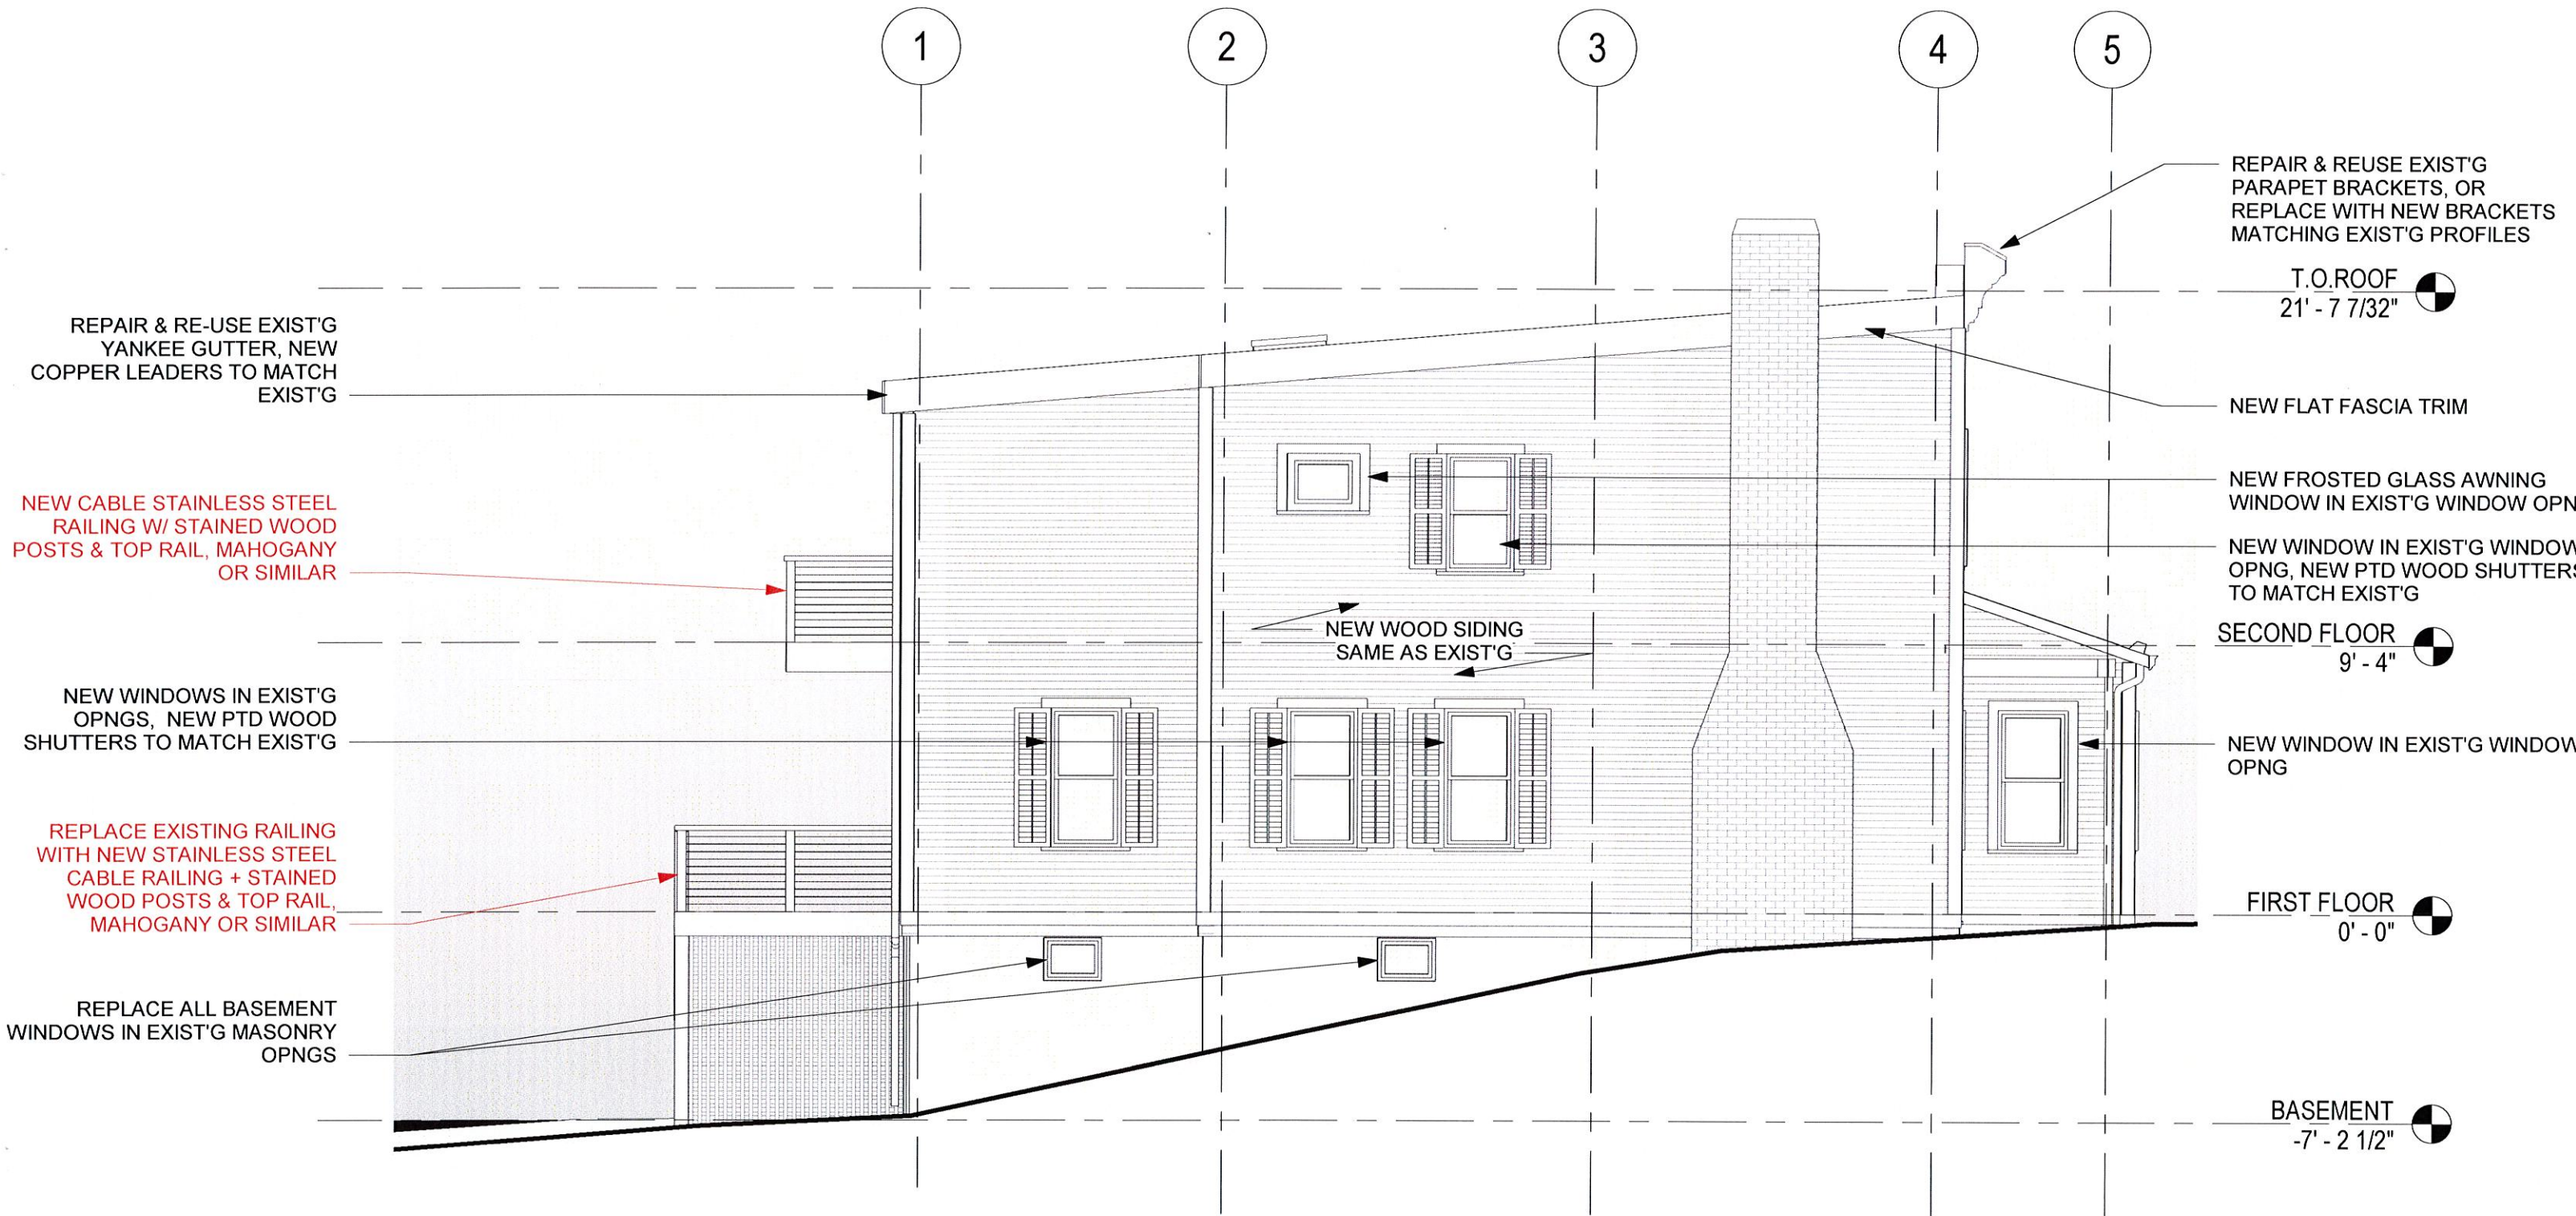 1
2
3
4
5
REPAIR & REUSE EXIST'G
PARAPET BRACKETS, OR
REPLACE WITH NEW BRACKETS
MATCHING EXIST'G PROFILES
T.O.ROOF
21' - 7 7/32"
REPAIR & RE-USE EXIST'G
YANKEE GUTTER, NEW
COPPER LEADERS TO MATCH
EXIST'G
NEW FLAT FASCIA TRIM
NEW FROSTED GLASS AWNING
WINDOW IN EXIST'G WINDOW OPN
NEW CABLE STAINLESS STEEL
RAILING W/ STAINED WOOD
POSTS & TOP RAIL, MAHOGANY
OR SIMILAR
NEW WINDOW IN EXIST'G WINDOW
OPNG, NEW PTD WOOD SHUTTERS
TO MATCH EXIST'G
NEW WOOD SIDING
SAME AS EXIST'G
SECOND FLOOR
9' - 4"
NEW WINDOWS IN EXIST'G
OPNGS, NEW PTD WOOD
SHUTTERS TO MATCH EXIST'G
NEW WINDOW IN EXIST'G WINDOW
OPNG
REPLACE EXISTING RAILING
WITH NEW STAINLESS STEEL
CABLE RAILING + STAINED
WOOD POSTS & TOP RAIL,
MAHOGANY OR SIMILAR
FIRST FLOOR
0' - 0"
REPLACE ALL BASEMENT
WINDOWS IN EXIST'G MASONRY
OPNGS
BASEMENT
-7' - 2 1/2"